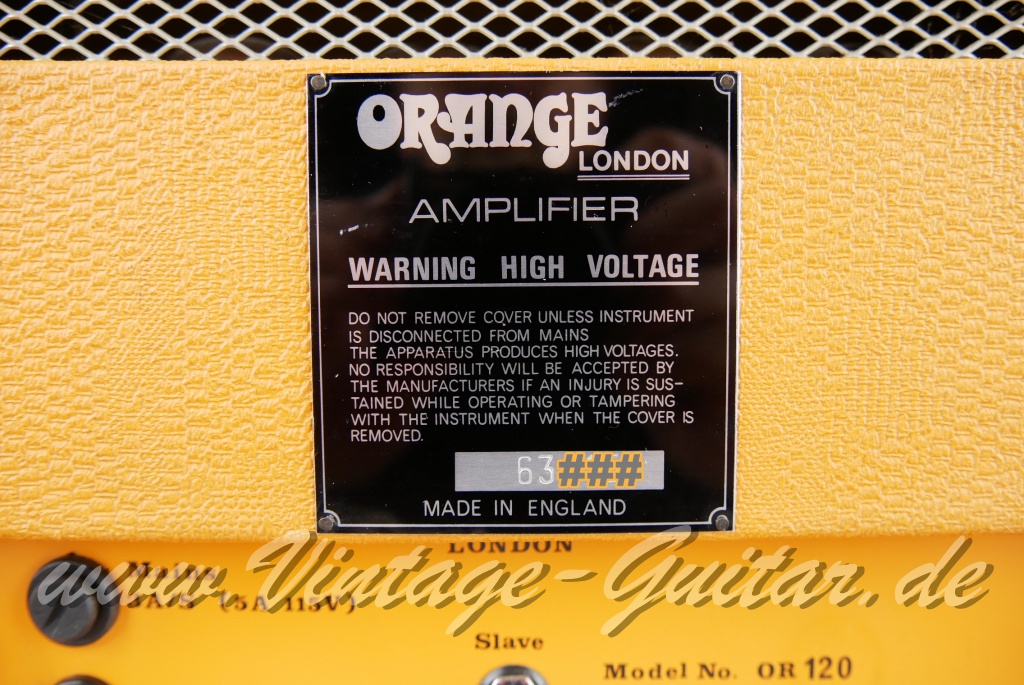 ORANGE
LONDON
AMPLIFIER
WARNING HIGH VOLTAGE
DO NOT REMOVE COVER UNLESS INSTRUMENT
IS DISCONNECTED FROM MAINS
THE APPARATUS PRODUCES HIGH VOLTAGES.
NO RESPONSIBILITY WILL BE ACCEPTED BY
THE MANUFACTURERS IF AN INJURY IS SUS-
TAINED WHILE OPERATING OR TAMPERING
WITH THE INSTRUMENT WHEN THE COVER IS
REMOVED.
63###
MADE IN ENGLAND
LONDON
www.Vintage-Guitar.de
Mains
(5A 115V)
Slave
Model No. OR 120